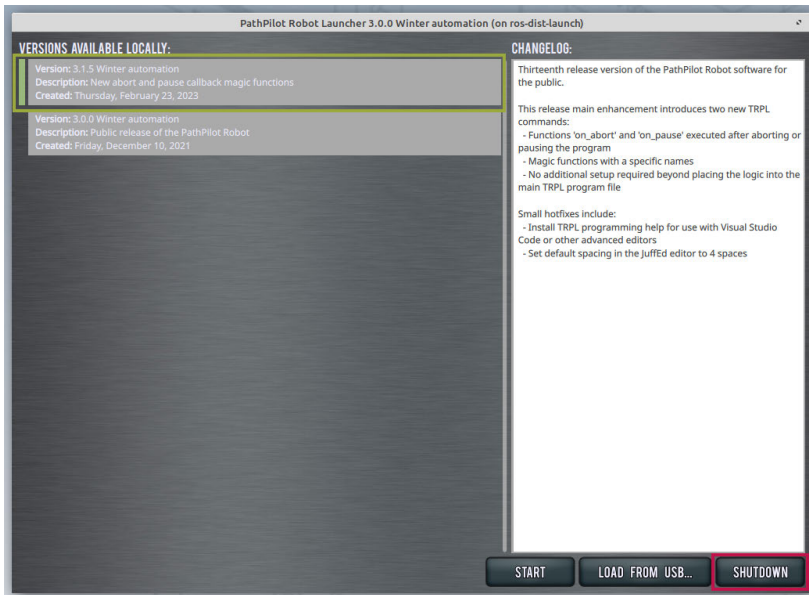 PathPilot Robot Launcher 3.0.0 Winter automation (on ros-dist-launch)
VERSIONS AVAILABLE LOCALLY:
Version: 3.1.5 Winter automation
Description: New abort and pause callback magic functions
Created: Thursday, February 23, 2023
Version: 3.0.0 Winter automation
Description: Public release of the PathPilot Robot
Created: Friday, December 10, 2021
CHANGELOG:
Thirteenth release version of the PathPilot Robot software for
the public.
This release main enhancement introduces two new TRPL
commands:
- Functions 'on_abort' and 'on_pause' executed after aborting or
pausing the program
- Magic functions with a specific names
- No additional setup required beyond placing the logic into the
main TRPL program file
Small hotfixes include:
- Install TRPL programming help for use with Visual Studio
Code or other advanced editors
- Set default spacing in the JuffEd editor to 4 spaces
START
LOAD FROM USB...
SHUTDOWN